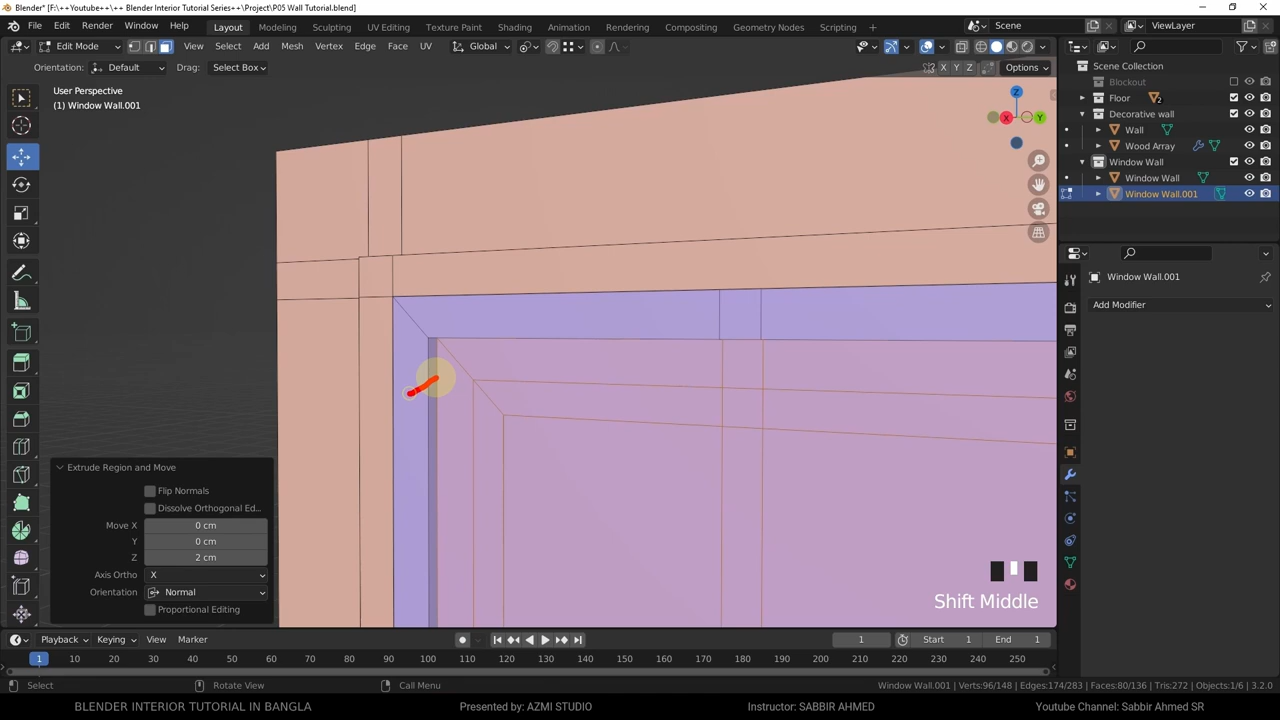 Blender* [F:\++Youtube++\++ Blender Interior Tutorial Series++\Project\P05 Wall Tutorial.blend]
File Edit Render Window Help Layout Modeling Sculpting UV Editing Texture Paint Shading Animation Rendering Compositing Geometry Nodes Scripting Scene ViewLayer
Edit Mode View Select Add Mesh Vertex Edge Face UV Global
Orientation: Default Drag: Select Box X Y Z Options
User Perspective
(1) Window Wall.001
Z
X Y
Scene Collection
Blockout
Floor 2
Decorative wall
Wall
Wood Array
Window Wall
Window Wall
Window Wall.001
Window Wall.001
Add Modifier
Extrude Region and Move
Flip Normals
Dissolve Orthogonal Ed...
Move X 0 cm
Y 0 cm
Z 2 cm
Axis Ortho X
Orientation Normal
Proportional Editing
Shift Middle
Playback Keying View Marker 1 Start 1 End 1
1 10 20 30 40 50 60 70 80 90 100 110 120 130 140 150 160 170 180 190 200 210 220 230 240 250
Select Rotate View Call Menu Window Wall.001 | Verts:96/148 | Edges:174/283 | Faces:80/136 | Tris:272 | Objects:1/6 | 3.2.0
BLENDER INTERIOR TUTORIAL IN BANGLA Presented by: AZMI STUDIO Instructor: SABBIR AHMED Youtube Channel: Sabbir Ahmed SR